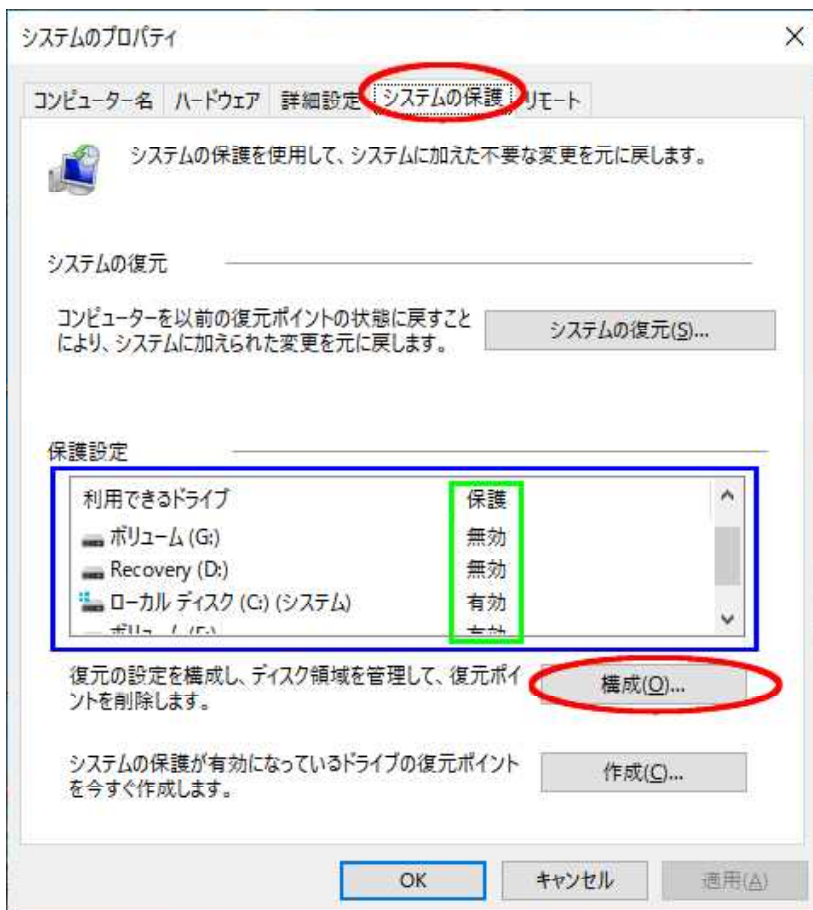 システムのプロパティ
コンピューター名 ハードウェア 詳細設定 システムの保護 リモート
システムの保護を使用して、システムに加えた不要な変更を元に戻します。
システムの復元
コンピューターを以前の復元ポイントの状態に戻すこと
により、システムに加えられた変更を元に戻します。
システムの復元(S)...
保護設定
利用できるドライブ 保護
ボリューム (G:) 無効
Recovery (D:) 無効
ローカル ディスク (C:) (システム) 有効
復元の設定を構成し、ディスク領域を管理して、復元ポイ
ントを削除します。
構成(O)...
システムの保護が有効になっているドライブの復元ポイント
を今すぐ作成します。
作成(C)...
OK キャンセル 適用(A)